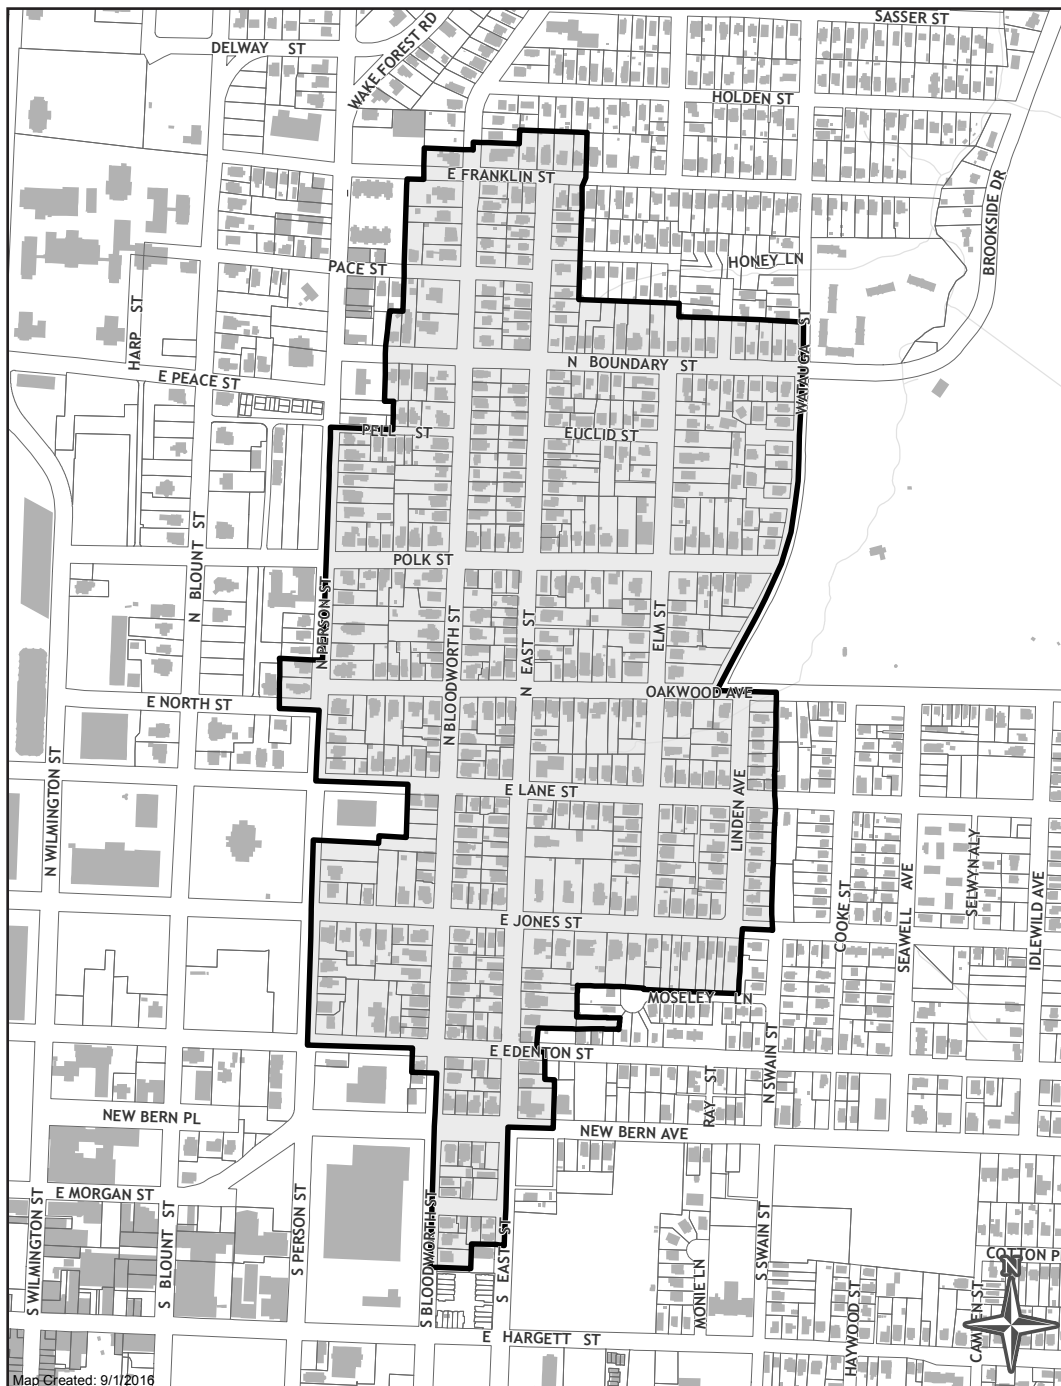 SASSER ST
DELWAY ST
WAKE FOREST RD
HOLDEN ST
E FRANKLIN ST
BROOKSIDE DR
HONEY LN
PACE ST
HARP ST
WATAUGA ST
N BOUNDARY ST
E PEACE ST
PELL ST
EUCLID ST
N BLOUNT ST
POLK ST
N PERSON ST
N BLOODWORTH ST
N EAST ST
ELM ST
OAKWOOD AVE
E NORTH ST
N WILMINGTON ST
E LANE ST
LINDEN AVE
SELWYN ALY
COOKE ST
SEAWELL AVE
IDLEWILD AVE
E JONES ST
MOSELEY LN
E EDENTON ST
N SWAIN ST
RAY ST
NEW BERN PL
NEW BERN AVE
E MORGAN ST
S WILMINGTON ST
S BLOUNT ST
S PERSON ST
S BLOODWORTH ST
S EAST ST
S SWAIN ST
MONIE LN
COTTON P
N
HAYWOOD ST
CAMDEN ST
E HARGETT ST
Map Created: 9/1/2016